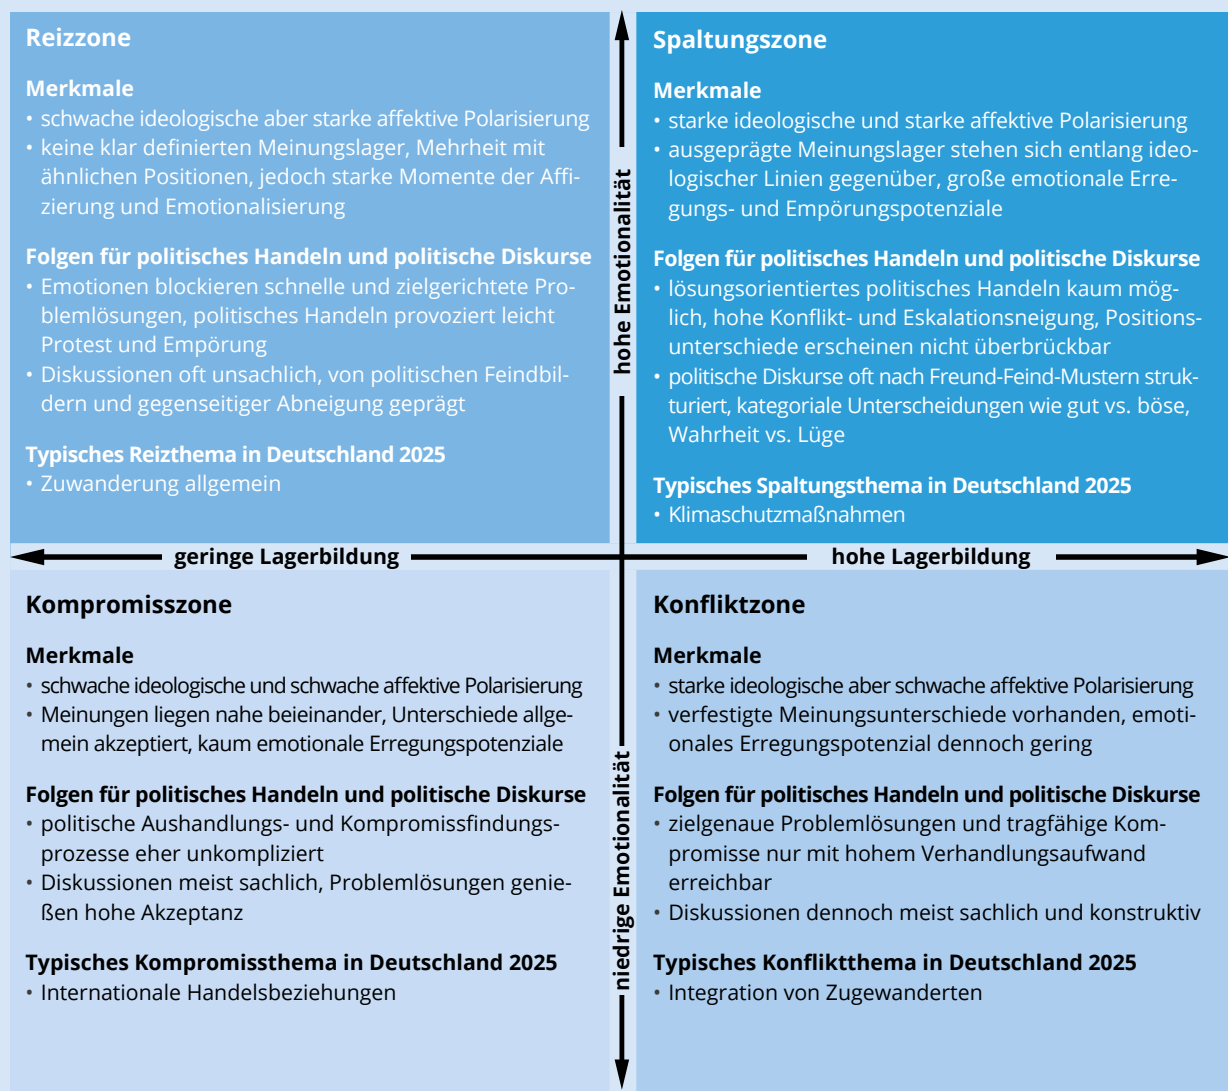 Reizzone
Merkmale
• schwache ideologische aber starke affektive Polarisierung
• keine klar definierten Meinungslager, Mehrheit mit
ähnlichen Positionen, jedoch starke Momente der Affi-
zierung und Emotionalisierung
Folgen für politisches Handeln und politische Diskurse
• Emotionen blockieren schnelle und zielgerichtete Pro-
blemlösungen, politisches Handeln provoziert leicht
Protest und Empörung
• Diskussionen oft unsachlich, von politischen Feindbil-
dern und gegenseitiger Abneigung geprägt
Typisches Reizthema in Deutschland 2025
• Zuwanderung allgemein
hohe Emotionalität
Spaltungszone
Merkmale
• starke ideologische und starke affektive Polarisierung
• ausgeprägte Meinungslager stehen sich entlang ideo-
logischer Linien gegenüber, große emotionale Erre-
gungs- und Empörungspotenziale
Folgen für politisches Handeln und politische Diskurse
• lösungsorientiertes politisches Handeln kaum mög-
lich, hohe Konflikt- und Eskalationsneigung, Positions-
unterschiede erscheinen nicht überbrückbar
• politische Diskurse oft nach Freund-Feind-Mustern struk-
turiert, kategoriale Unterscheidungen wie gut vs. böse,
Wahrheit vs. Lüge
Typisches Spaltungsthema in Deutschland 2025
• Klimaschutzmaßnahmen
geringe Lagerbildung
hohe Lagerbildung
Kompromisszone
Merkmale
• schwache ideologische und schwache affektive Polarisierung
• Meinungen liegen nahe beieinander, Unterschiede allge-
mein akzeptiert, kaum emotionale Erregungspotenziale
Folgen für politisches Handeln und politische Diskurse
• politische Aushandlungs- und Kompromissfindungs-
prozesse eher unkompliziert
• Diskussionen meist sachlich, Problemlösungen genie-
ßen hohe Akzeptanz
Typisches Kompromissthema in Deutschland 2025
• Internationale Handelsbeziehungen
niedrige Emotionalität
Konfliktzone
Merkmale
• starke ideologische aber schwache affektive Polarisierung
• verfestigte Meinungsunterschiede vorhanden, emoti-
onales Erregungspotenzial dennoch gering
Folgen für politisches Handeln und politische Diskurse
• zielgenaue Problemlösungen und tragfähige Kom-
promisse nur mit hohem Verhandlungsaufwand
erreichbar
• Diskussionen dennoch meist sachlich und konstruktiv
Typisches Konfliktthema in Deutschland 2025
• Integration von Zugewanderten